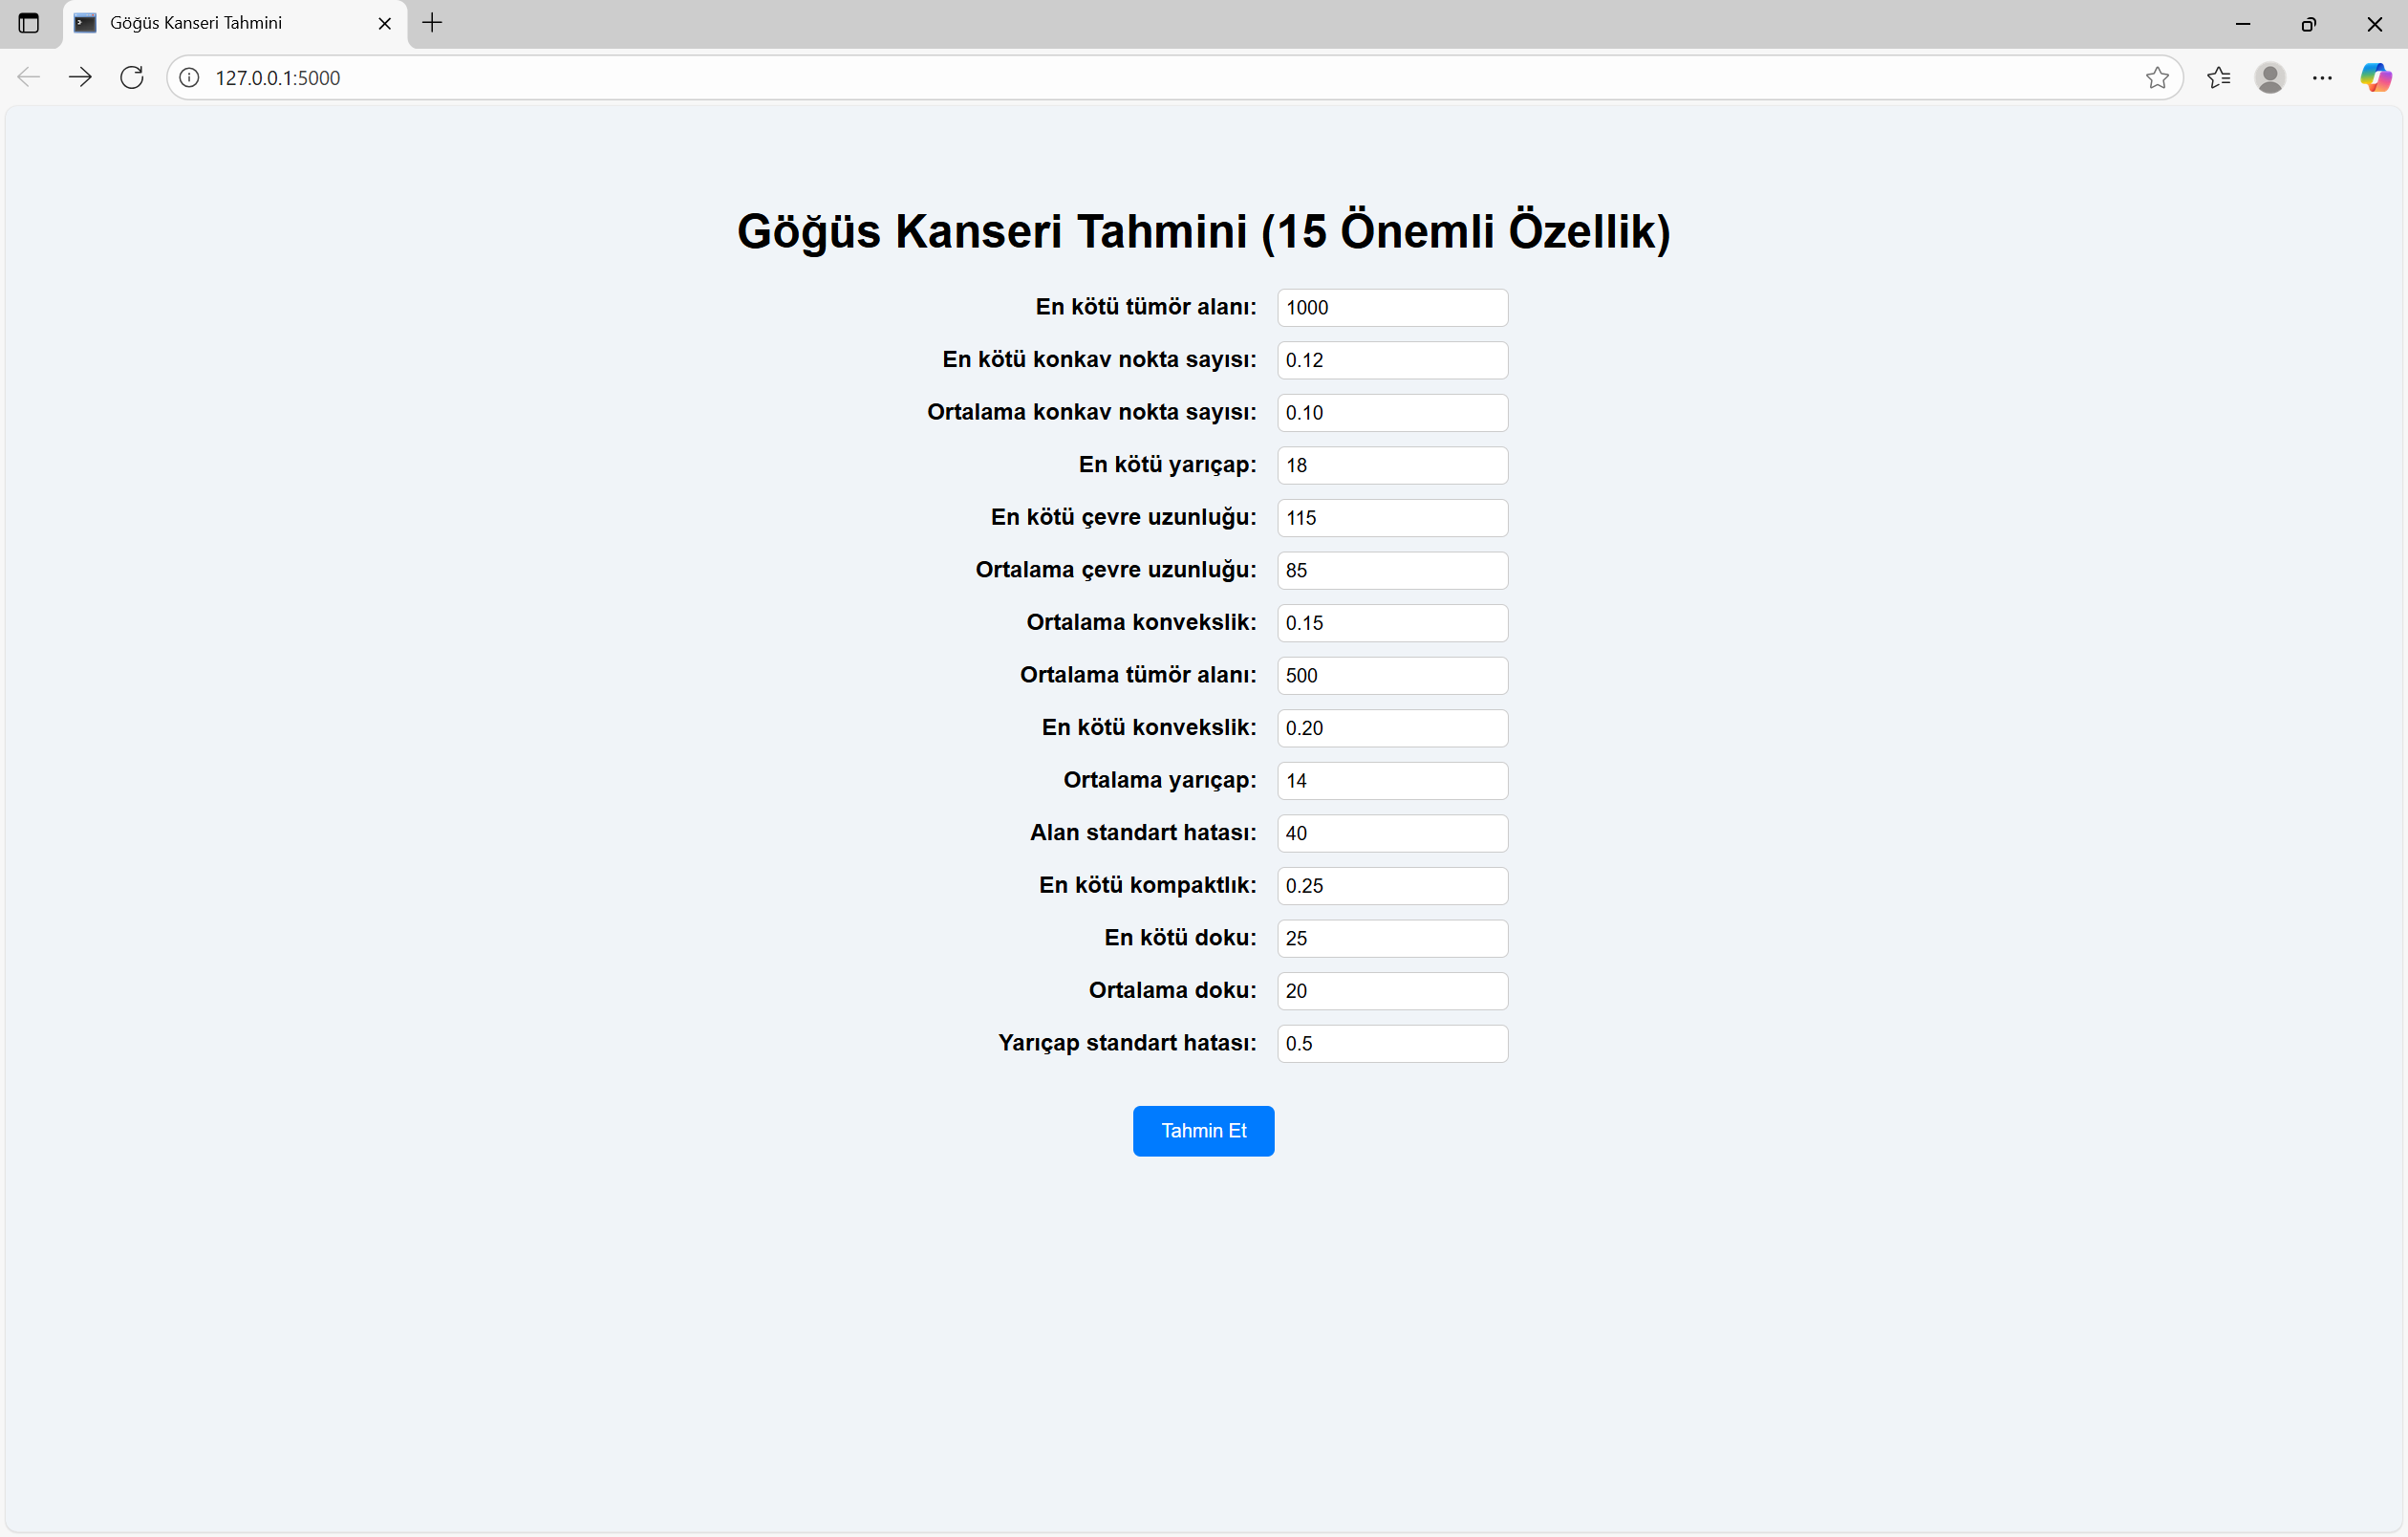 Göğüs Kanseri Tahmini
127.0.0.1:5000
Göğüs Kanseri Tahmini (15 Önemli Özellik)
En kötü tümör alanı: 1000
En kötü konkav nokta sayısı: 0.12
Ortalama konkav nokta sayısı: 0.10
En kötü yarıçap: 18
En kötü çevre uzunluğu: 115
Ortalama çevre uzunluğu: 85
Ortalama konvekslik: 0.15
Ortalama tümör alanı: 500
En kötü konvekslik: 0.20
Ortalama yarıçap: 14
Alan standart hatası: 40
En kötü kompaktlık: 0.25
En kötü doku: 25
Ortalama doku: 20
Yarıçap standart hatası: 0.5
Tahmin Et